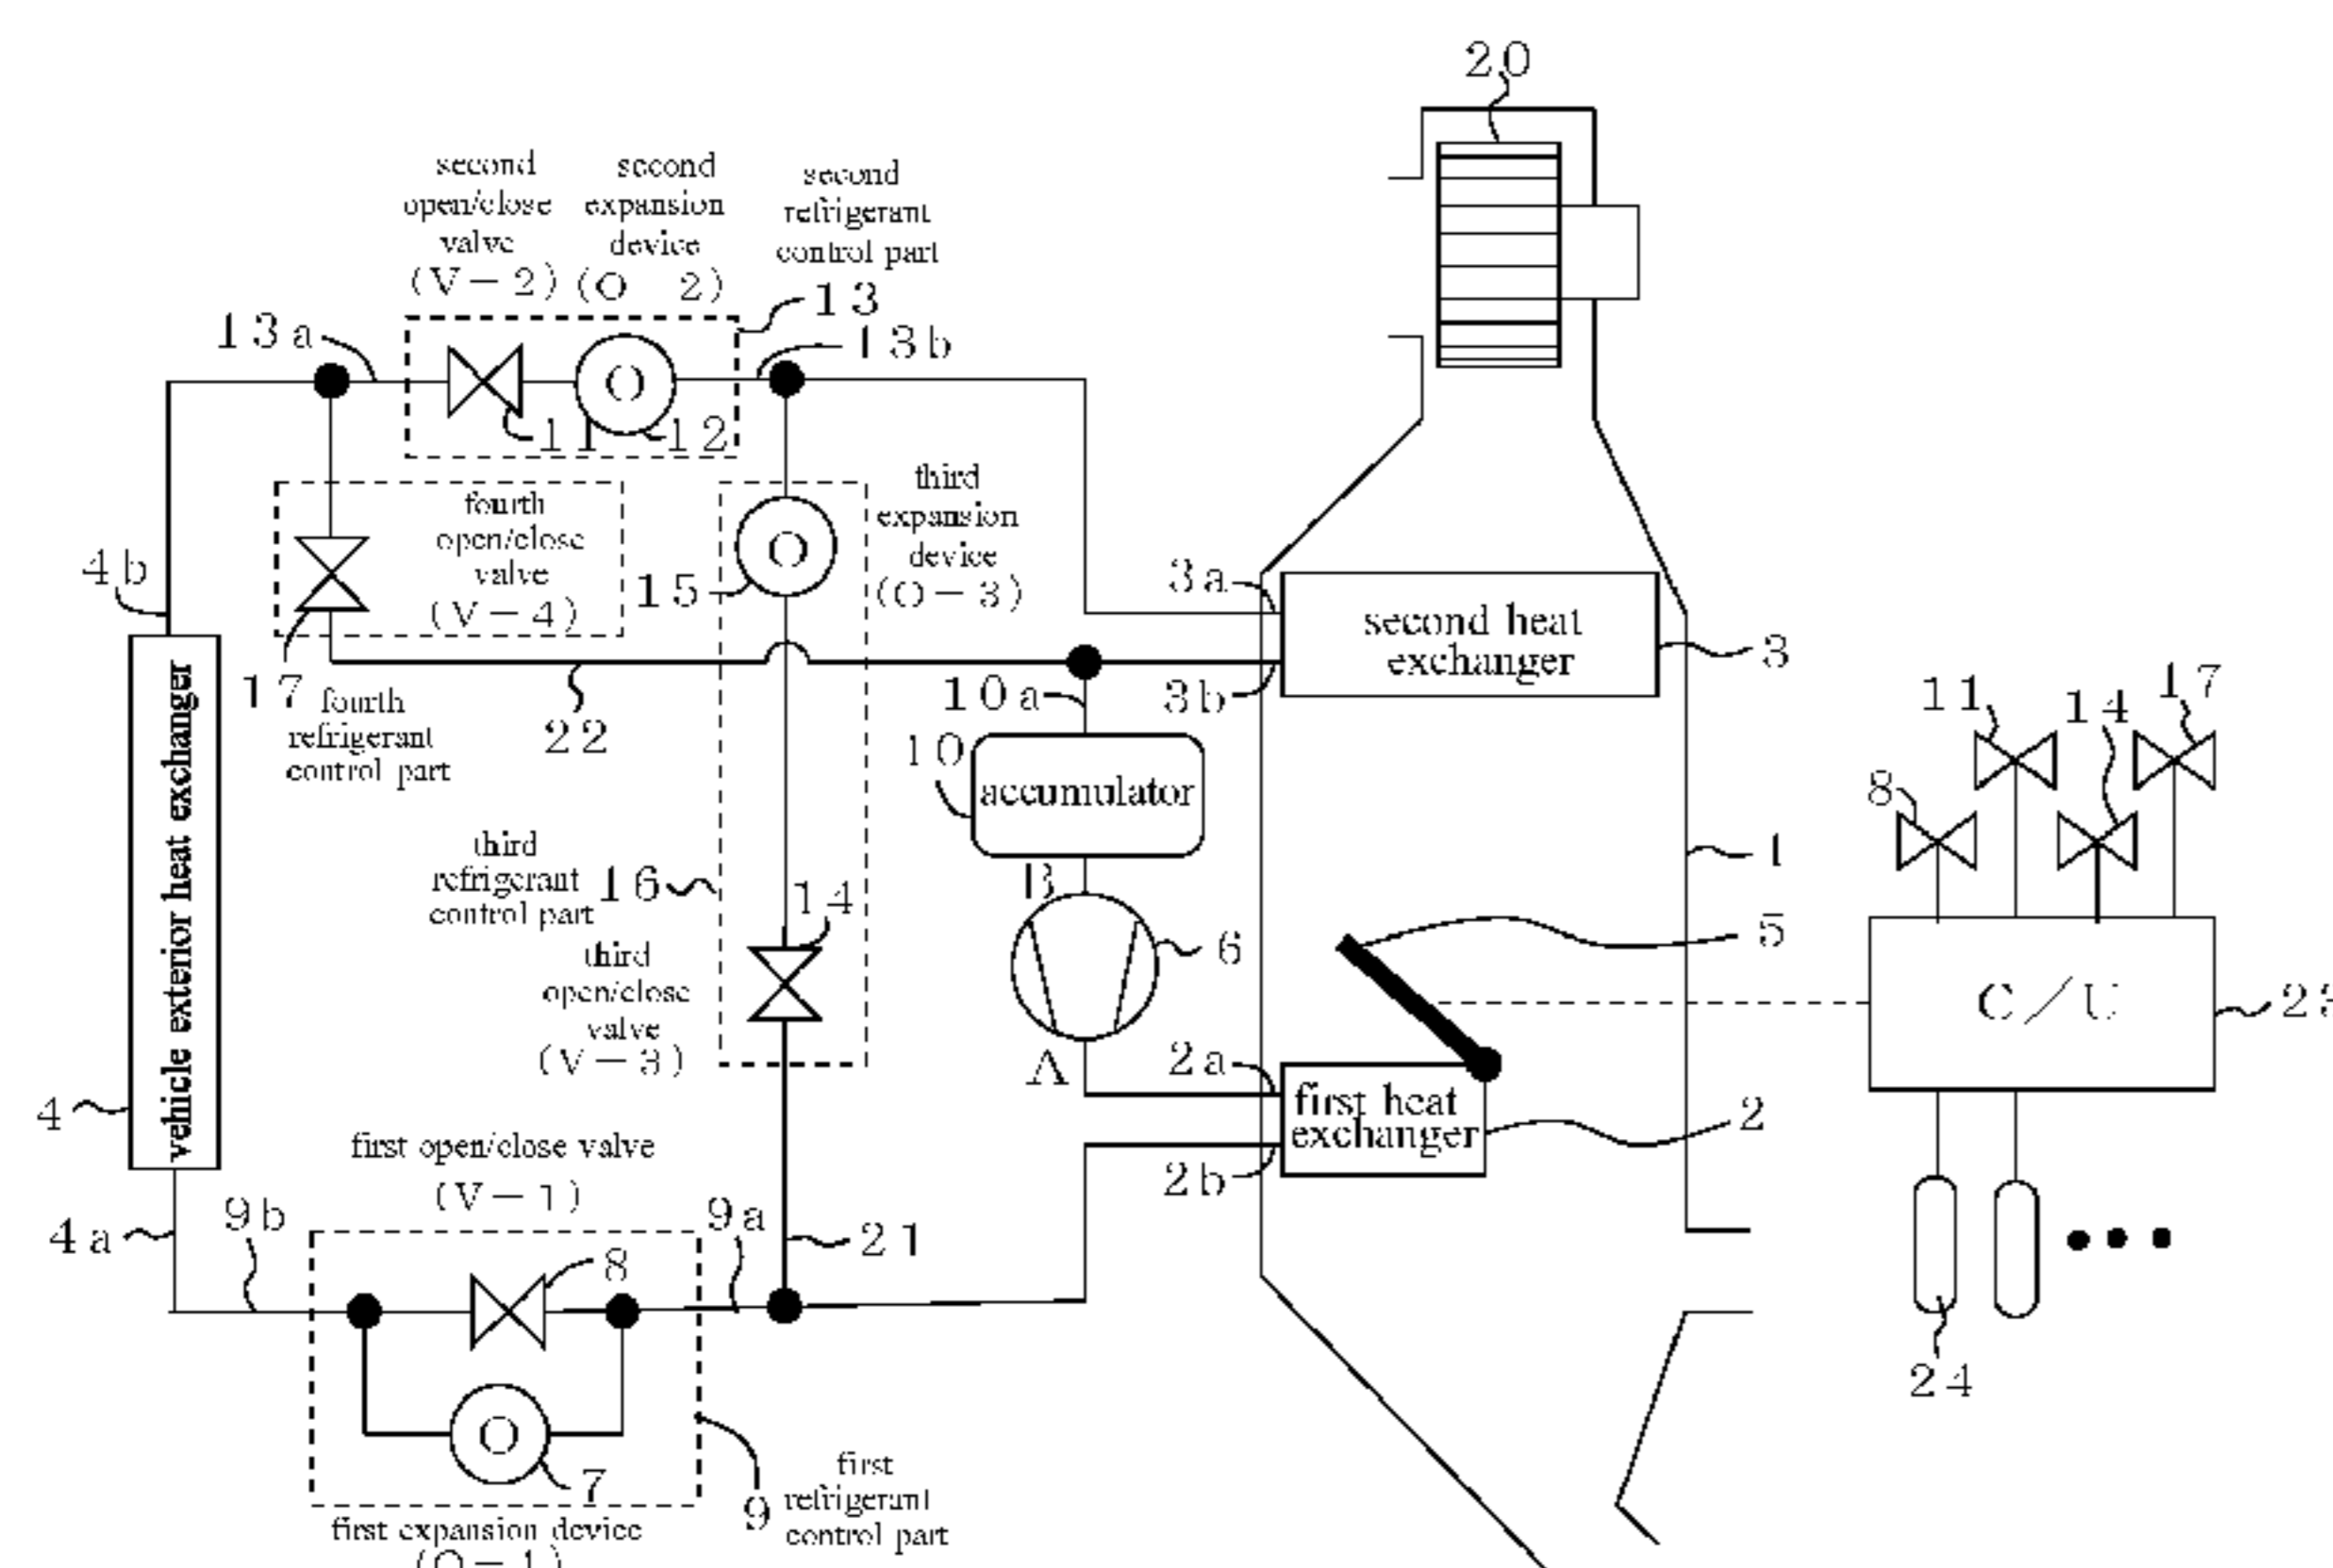 20
second
open/close
valve
(V－2)
second
expansion
device
(O 2)
second
refrigerant
control part
13
13a
13b
O
11
12
fourth
open/close
valve
(V－4)
third
expansion
device
(O－3)
O
15
4b
3a
second heat
exchanger
3
3b
17
fourth
refrigerant
control part
22
10a
10
accumulator
vehicle exterior heat exchanger
11
17
14
8
1
third
refrigerant
control part
16
14
B
6
5
third
open/close
valve
(V－3)
C／U
A
2a
first heat
exchanger
2
2b
4
first open/close valve
(V－1)
9b
9a
4a
8
21
24
O
7
9
first
refrigerant
control part
first expansion device
(O－1)